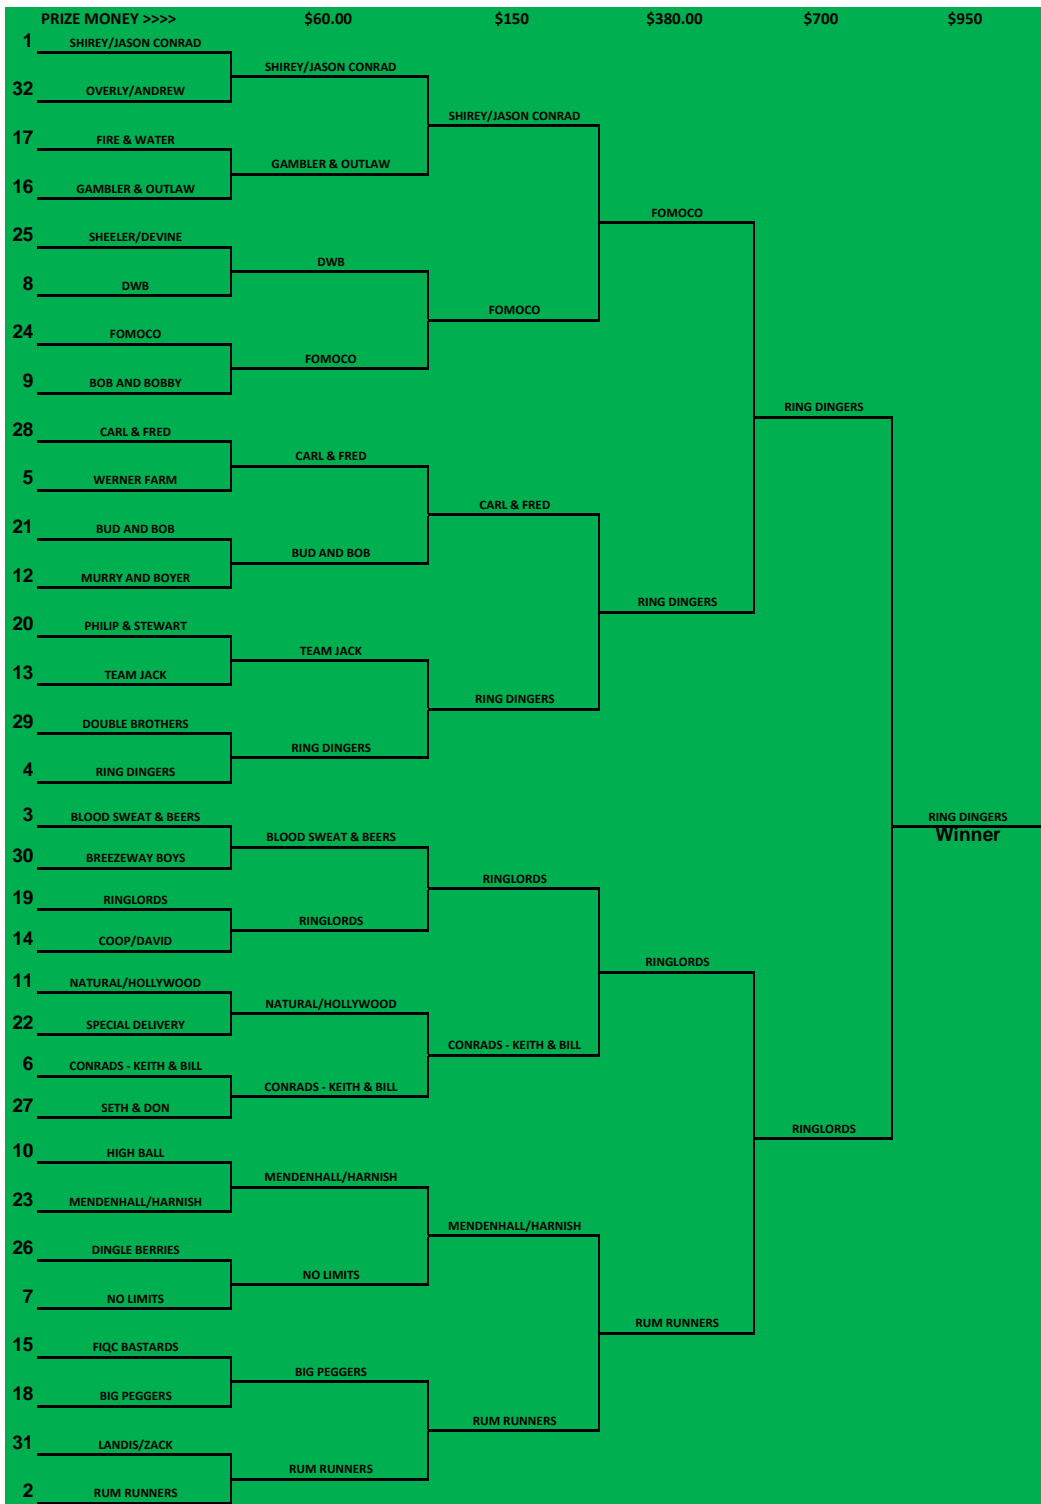 PRIZE MONEY >>>> $60.00 $150 $380.00 $700 $950
1 SHIREY/JASON CONRAD
SHIREY/JASON CONRAD
32 OVERLY/ANDREW
SHIREY/JASON CONRAD
17 FIRE & WATER
GAMBLER & OUTLAW
16 GAMBLER & OUTLAW
FOMOCO
25 SHEELER/DEVINE
DWB
8 DWB
FOMOCO
24 FOMOCO
FOMOCO
9 BOB AND BOBBY
RING DINGERS
28 CARL & FRED
CARL & FRED
5 WERNER FARM
CARL & FRED
21 BUD AND BOB
BUD AND BOB
12 MURRY AND BOYER
RING DINGERS
20 PHILIP & STEWART
TEAM JACK
13 TEAM JACK
RING DINGERS
29 DOUBLE BROTHERS
RING DINGERS
4 RING DINGERS
3 BLOOD SWEAT & BEERS
RING DINGERS
Winner
BLOOD SWEAT & BEERS
30 BREEZEWAY BOYS
RINGLORDS
19 RINGLORDS
RINGLORDS
14 COOP/DAVID
RINGLORDS
11 NATURAL/HOLLYWOOD
NATURAL/HOLLYWOOD
22 SPECIAL DELIVERY
CONRADS - KEITH & BILL
6 CONRADS - KEITH & BILL
CONRADS - KEITH & BILL
27 SETH & DON
RINGLORDS
10 HIGH BALL
MENDENHALL/HARNISH
23 MENDENHALL/HARNISH
MENDENHALL/HARNISH
26 DINGLE BERRIES
NO LIMITS
7 NO LIMITS
RUM RUNNERS
15 FIQC BASTARDS
BIG PEGGERS
18 BIG PEGGERS
RUM RUNNERS
31 LANDIS/ZACK
RUM RUNNERS
2 RUM RUNNERS